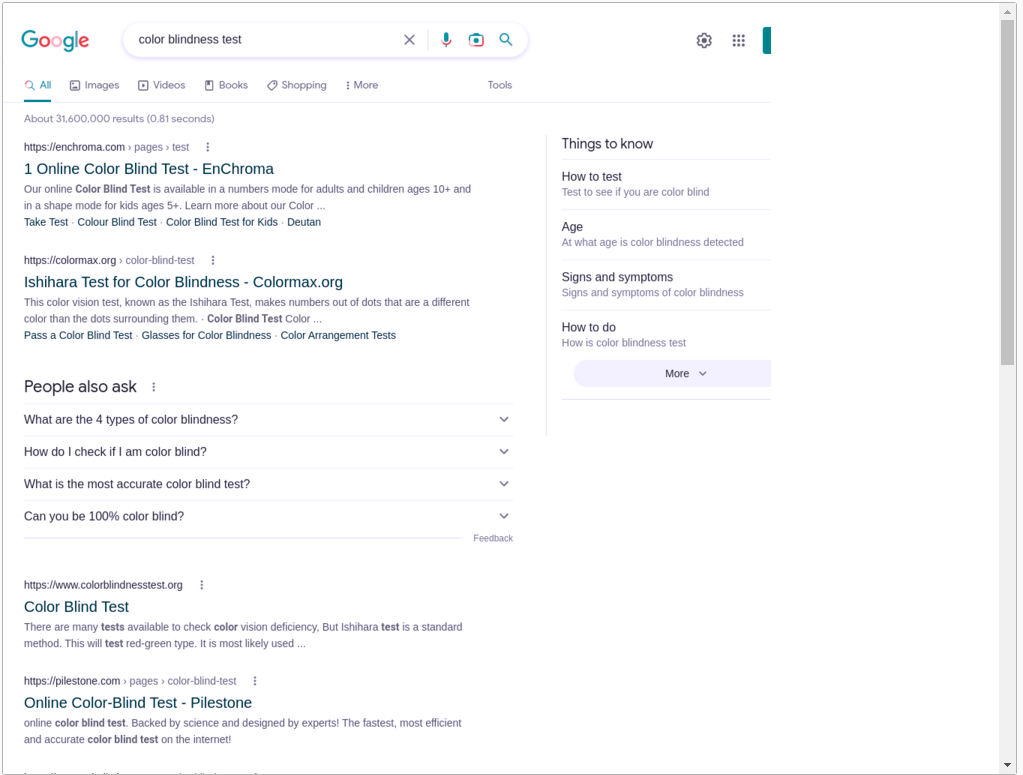 Google
color blindness test
All
Images
Videos
Books
Shopping
More
Tools
About 31,600,000 results (0.81 seconds)
https://enchroma.com › pages › test
1 Online Color Blind Test - EnChroma
Our online Color Blind Test is available in a numbers mode for adults and children ages 10+ and
in a shape mode for kids ages 5+. Learn more about our Color ...
Take Test · Colour Blind Test · Color Blind Test for Kids · Deutan
https://colormax.org › color-blind-test
Ishihara Test for Color Blindness - Colormax.org
This color vision test, known as the Ishihara Test, makes numbers out of dots that are a different
color than the dots surrounding them. · Color Blind Test Color ...
Pass a Color Blind Test · Glasses for Color Blindness · Color Arrangement Tests
People also ask
What are the 4 types of color blindness?
How do I check if I am color blind?
What is the most accurate color blind test?
Can you be 100% color blind?
Feedback
https://www.colorblindnesstest.org
Color Blind Test
There are many tests available to check color vision deficiency, But Ishihara test is a standard
method. This will test red-green type. It is most likely used ...
https://pilestone.com › pages › color-blind-test
Online Color-Blind Test - Pilestone
online color blind test. Backed by science and designed by experts! The fastest, most efficient
and accurate color blind test on the internet!
Things to know
How to test
Test to see if you are color blind
Age
At what age is color blindness detected
Signs and symptoms
Signs and symptoms of color blindness
How to do
How is color blindness test
More